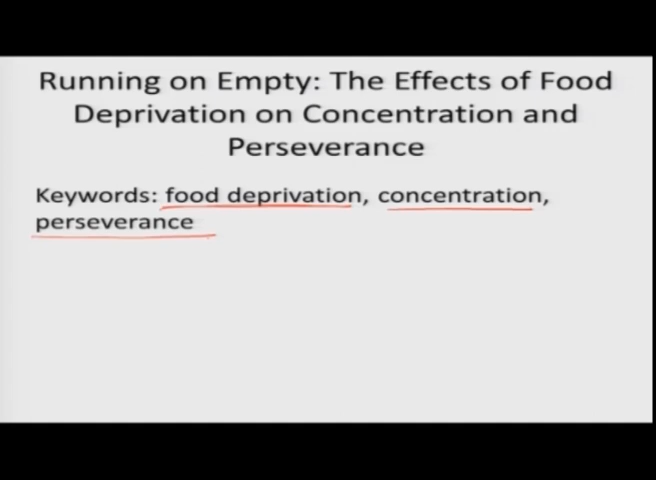 Running on Empty: The Effects of Food
Deprivation on Concentration and
Perseverance
Keywords: food deprivation, concentration,
perseverance